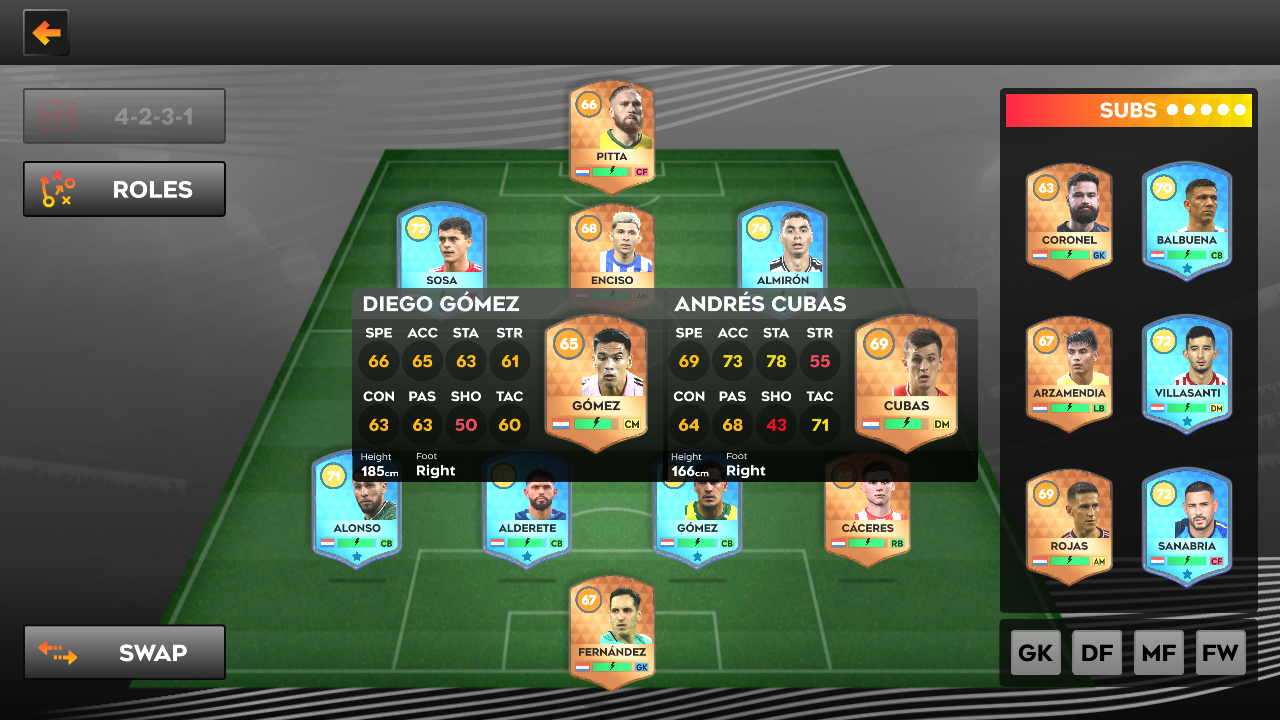 4-2-3-1
ROLES
SWAP
66
PITTA
CF
72
SOSA
68
ENCISO
AM
74
ALMIRÓN
DIEGO GÓMEZ
SPE ACC STA STR
66 65 63 61
CON PAS SHO TAC
63 63 50 60
Height Foot
185cm Right
65
GÓMEZ
CM
ANDRÉS CUBAS
SPE ACC STA STR
69 73 78 55
CON PAS SHO TAC
64 68 43 71
Height Foot
166cm Right
69
CUBAS
DM
71
ALONSO
CB
ALDERETE
CB
GÓMEZ
CB
CÁCERES
RB
67
FERNÁNDEZ
GK
SUBS
63
CORONEL
GK
70
BALBUENA
CB
67
ARZAMENDIA
LB
72
VILLASANTI
DM
69
ROJAS
AM
72
SANABRIA
CF
GK DF MF FW